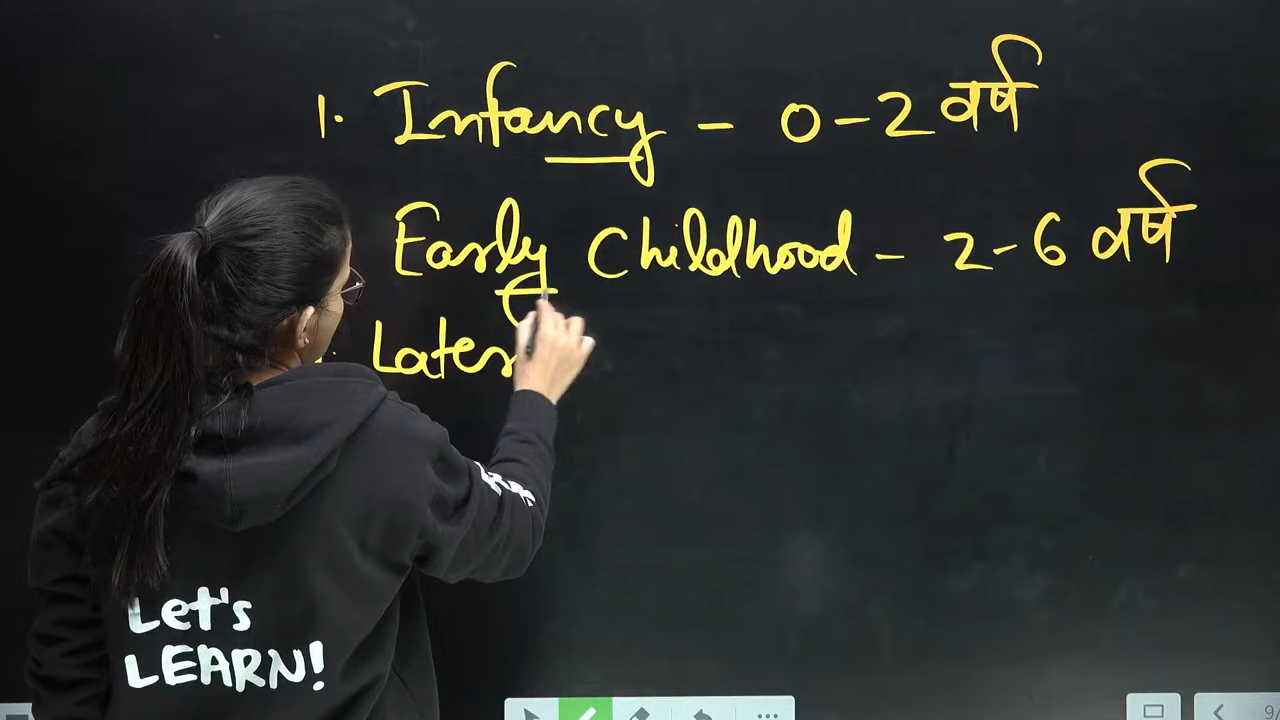 1. Infancy - 0-2 वर्ष
Early Childhood - 2-6 वर्ष
Later
Let's
LEARN!